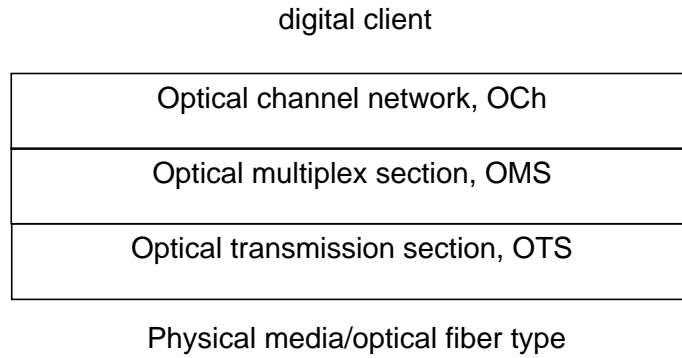 digital client
Optical channel network, OCh
Optical multiplex section, OMS
Optical transmission section, OTS
Physical media/optical fiber type